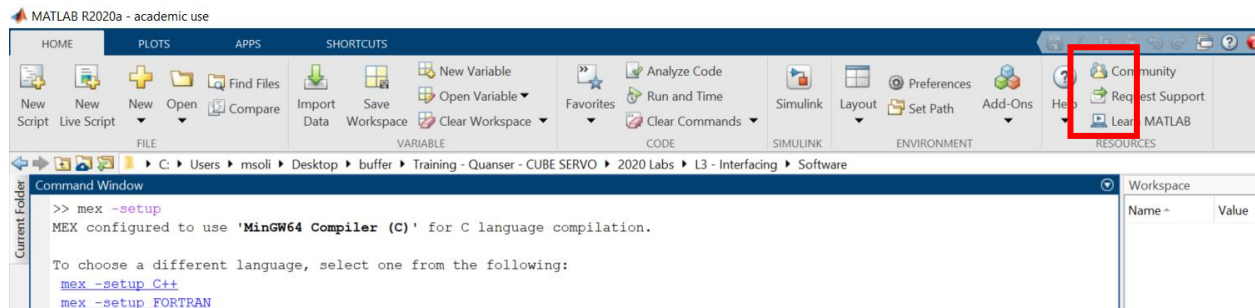 MATLAB R2020a - academic use
HOME PLOTS APPS SHORTCUTS
New Script
New Live Script
New
Open
Find Files
Compare
Import Data
Save Workspace
New Variable
Open Variable
Clear Workspace
Favorites
Analyze Code
Run and Time
Clear Commands
Simulink
Layout
Preferences
Set Path
Add-Ons
Help
Community
Request Support
Learn MATLAB
FILE VARIABLE CODE SIMULINK ENVIRONMENT RESOURCES
C: Users msoli Desktop buffer Training - Quanser - CUBE SERVO 2020 Labs L3 - Interfacing Software
Current Folder
Command Window
>> mex -setup
MEX configured to use 'MinGW64 Compiler (C)' for C language compilation.
To choose a different language, select one from the following:
mex -setup C++
mex -setup FORTRAN
Workspace
Name Value